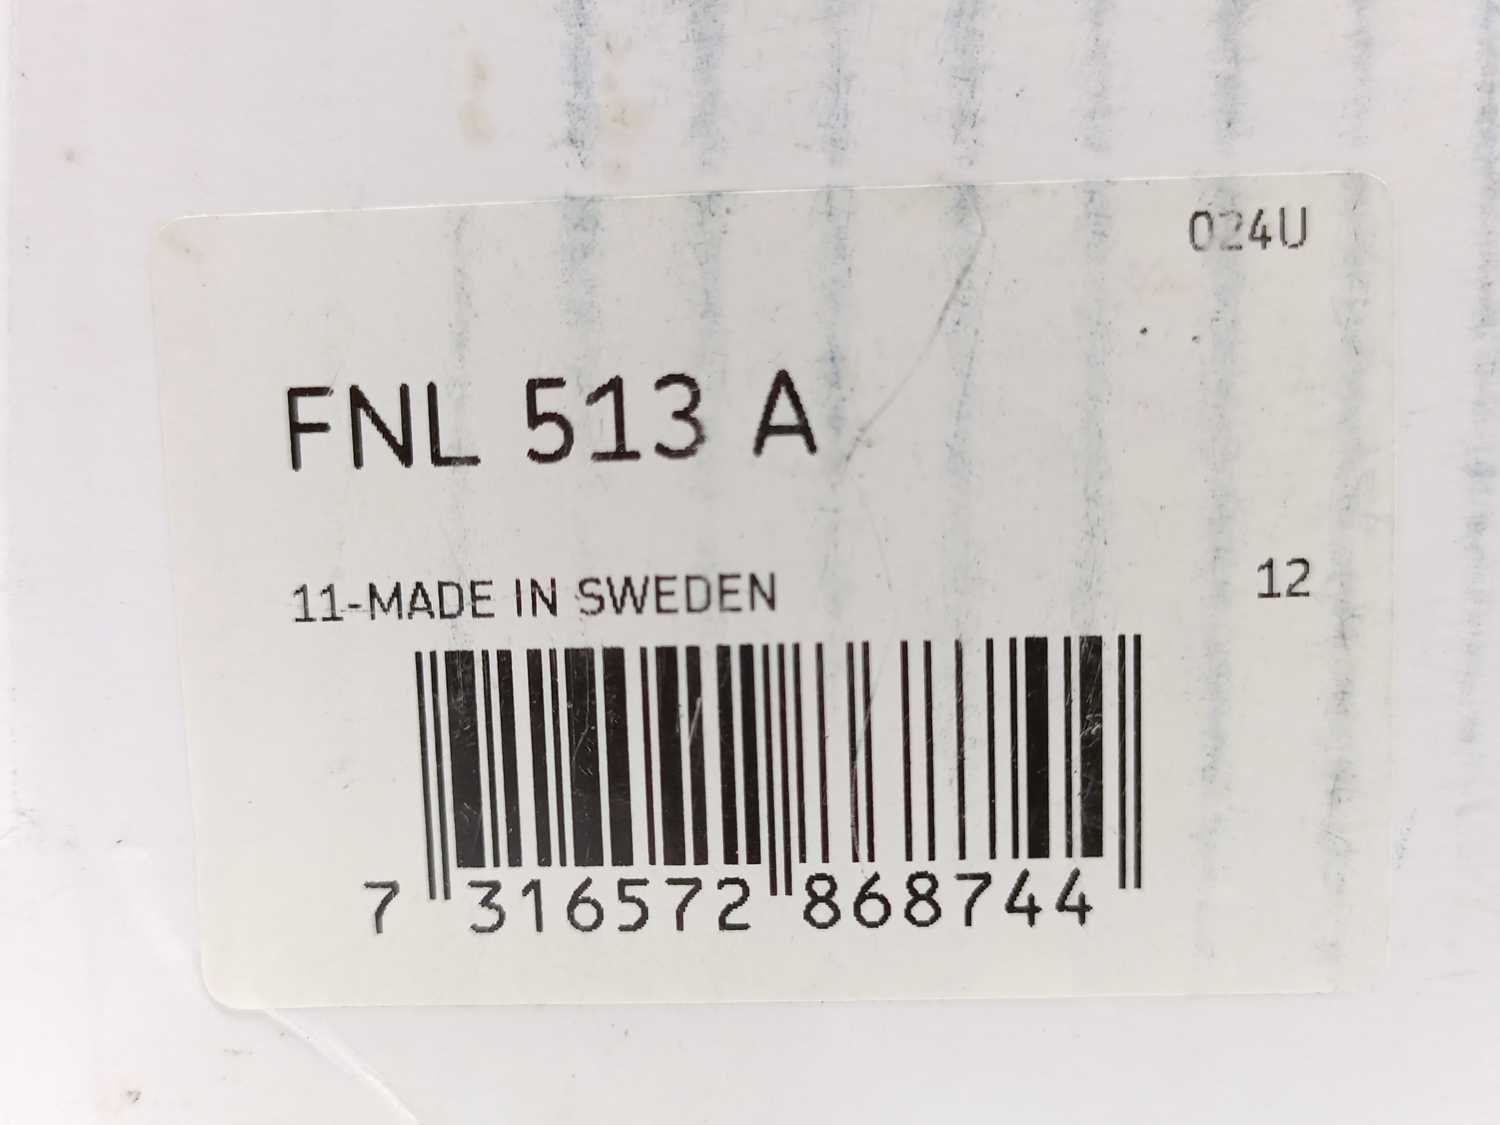 024U
FNL 513 A
11-MADE IN SWEDEN
12
7 316572 868744